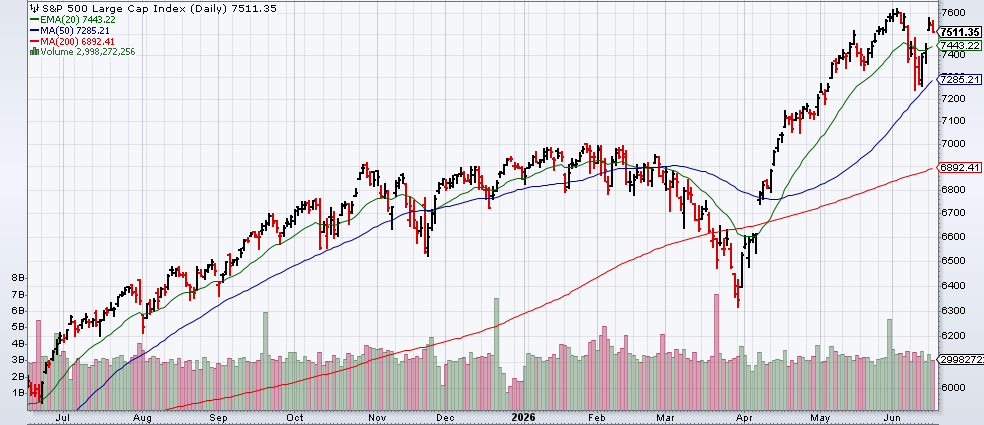 S&P 500 Large Cap Index (Daily) 7511.35
EMA(20) 7443.22
MA(50) 7285.21
MA(200) 6892.41
Volume 2,998,272,256
7600
7511.35
7443.22
7400
7285.21
7200
7100
7000
6892.41
6800
6700
6600
6500
6400
6300
6200
6000
8B
7B
6B
5B
4B
3B
2B
1B
2998272
Jul Aug Sep Oct Nov Dec 2026 Feb Mar Apr May Jun